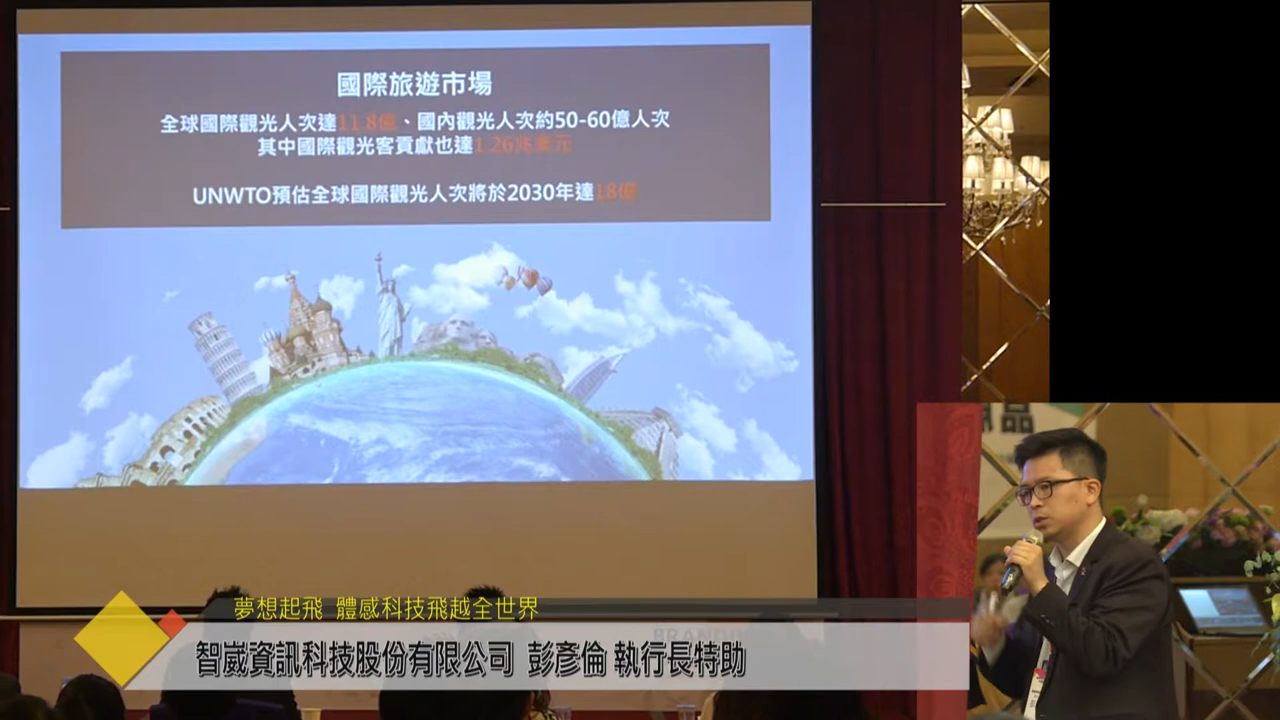 國際旅遊市場
全球國際觀光人次達11.8億、國內觀光人次約50-60億人次
其中國際觀光客貢獻也達1.26兆美元
UNWTO預估全球國際觀光人次將於2030年達18億
品
夢想起飛 體感科技飛越全世界
智崴資訊科技股份有限公司 彭彥倫 執行長特助